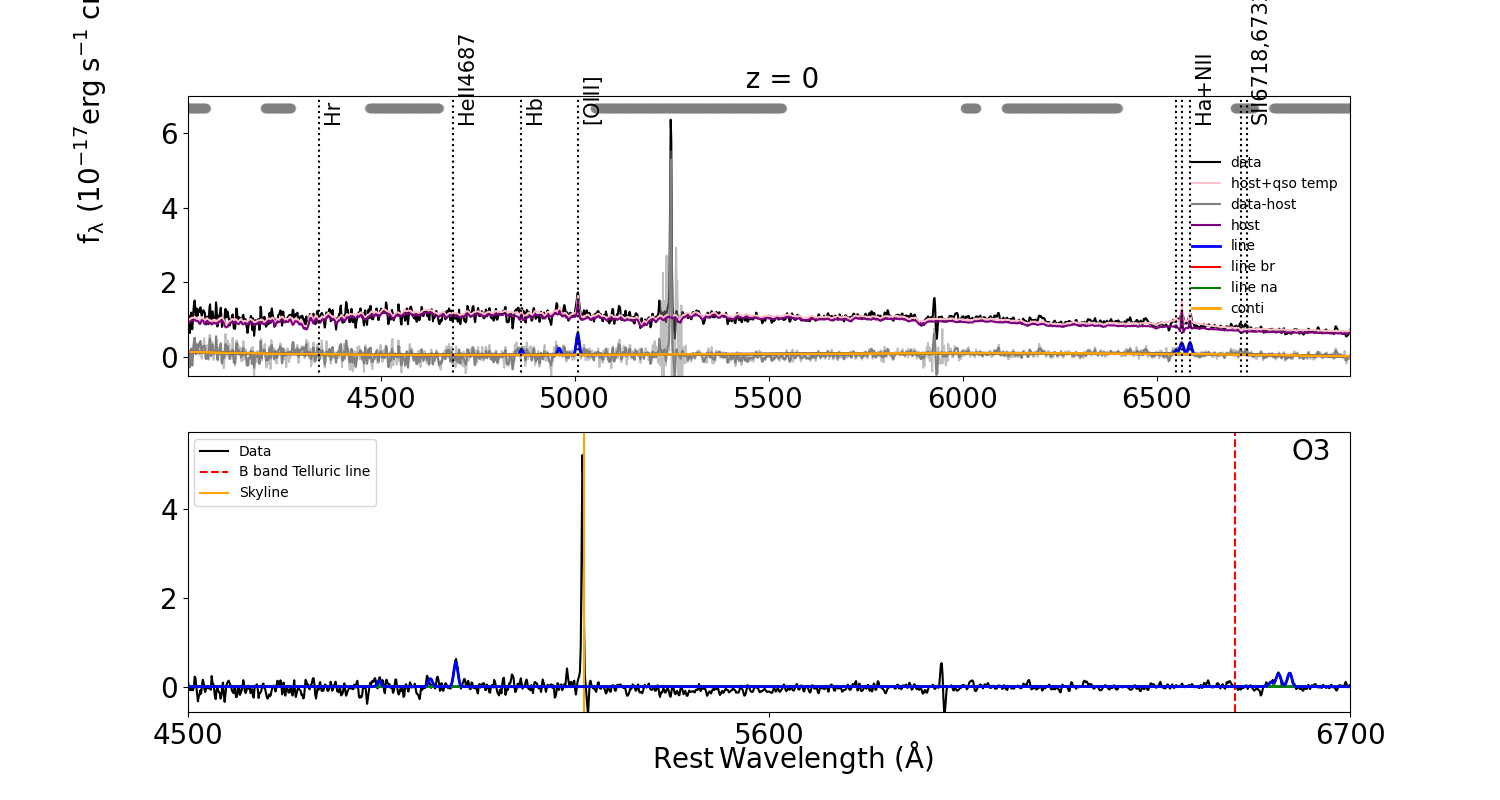 z = 0
f_λ (10^−17 erg s^−1
Hr
HeII4687
Hb
[OIII]
Ha+NII
SII6718,673
6
4
2
0
data
host+qso temp
data-host
host
line
line br
line na
conti
4500
5000
5500
6000
6500
Data
B band Telluric line
Skyline
O3
4
2
0
4500
5600
6700
Rest Wavelength (Å)